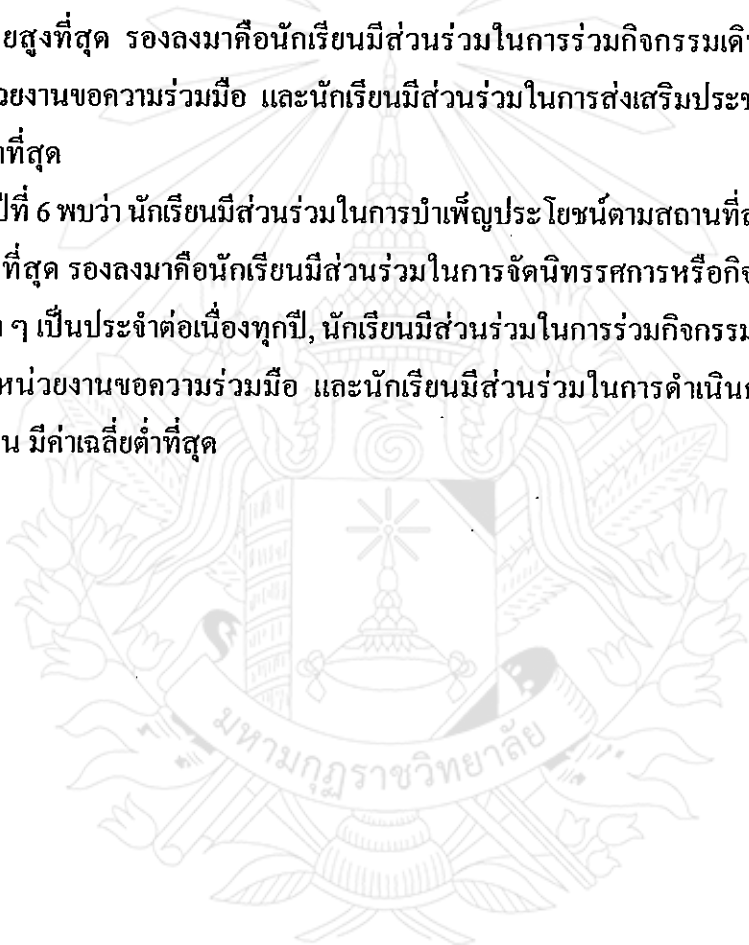 ยสูงที่สุด รองลงมาคือนักเรียนมีส่วนร่วมในการร่วมกิจกรรมเดิ
วยงานขอความร่วมมือ และนักเรียนมีส่วนร่วมในการส่งเสริมประช
าที่สุด
ปีที่ 6 พบว่า นักเรียนมีส่วนร่วมในการบำเพ็ญประโยชน์ตามสถานที่ส
ที่สุด รองลงมาคือนักเรียนมีส่วนร่วมในการจัดนิทรรศการหรือกิจ
ง ๆ เป็นประจำต่อเนื่องทุกปี, นักเรียนมีส่วนร่วมในการร่วมกิจกรรม
หน่วยงานขอความร่วมมือ และนักเรียนมีส่วนร่วมในการดำเนิน
น มีค่าเฉลี่ยต่ำที่สุด
มหามกุฏราชวิทยาลัย